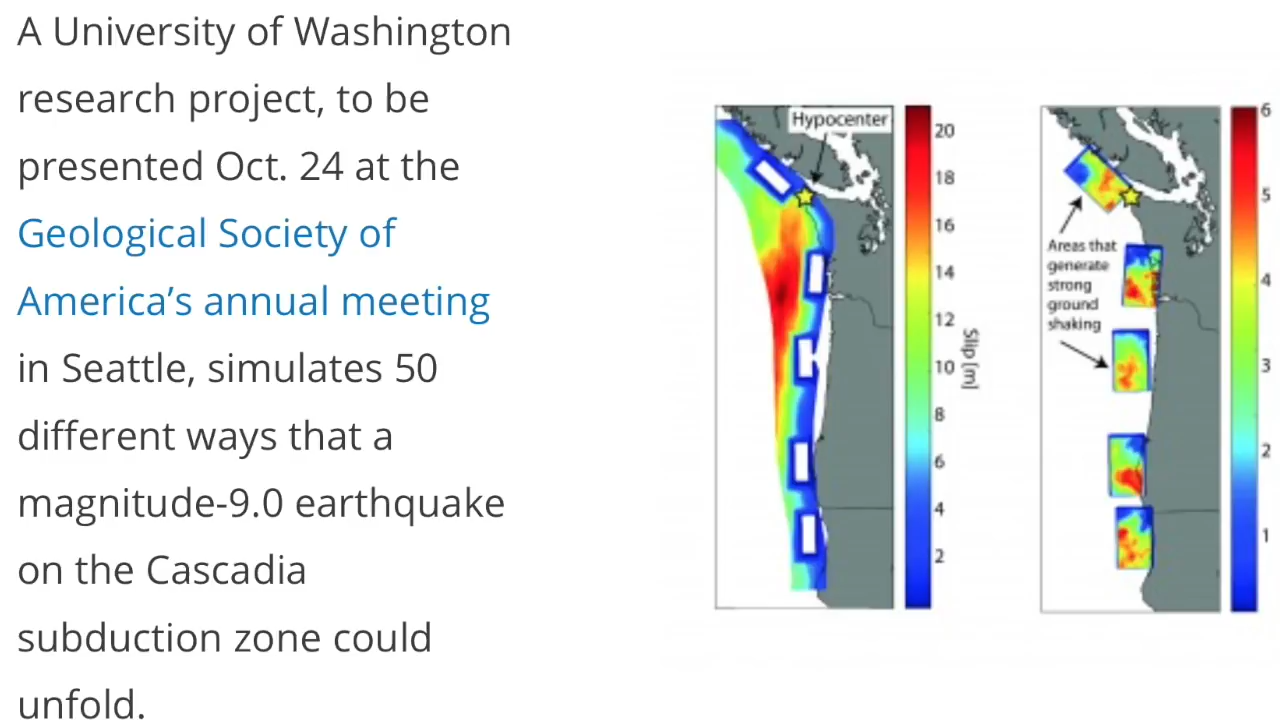 A University of Washington
research project, to be
presented Oct. 24 at the
Geological Society of
America’s annual meeting
in Seattle, simulates 50
different ways that a
magnitude-9.0 earthquake
on the Cascadia
subduction zone could
unfold.
Hypocenter
20
18
16
14
12
10
8
6
4
2
Slip [m]
Areas that
generate
strong
ground
shaking
6
5
4
3
2
1